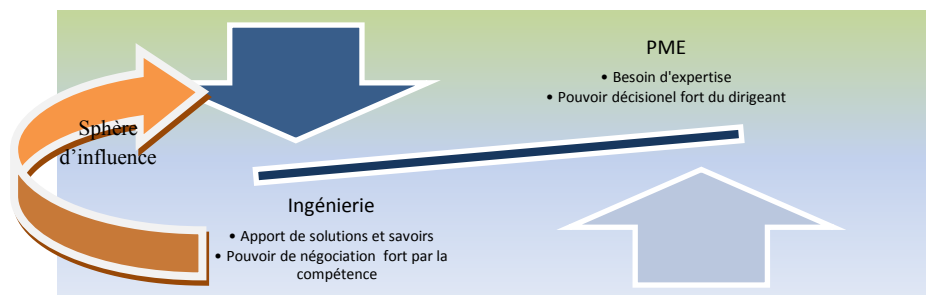 PME
• Besoin d'expertise
• Pouvoir décisionel fort du dirigeant
Sphère
d’influence
Ingénierie
• Apport de solutions et savoirs
• Pouvoir de négociation fort par la
compétence